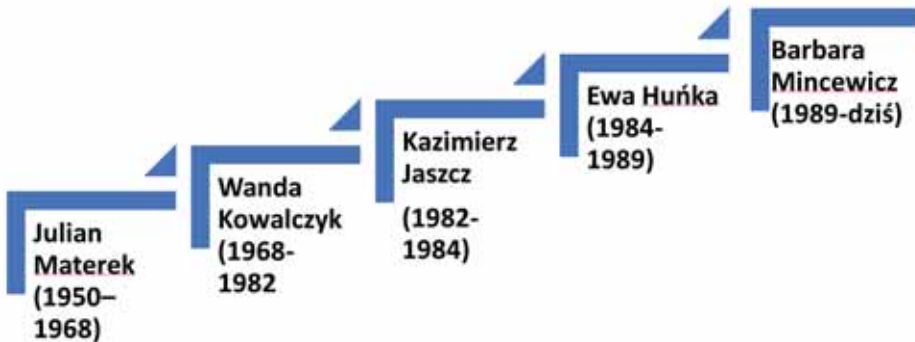 Julian
Materek
(1950–
1968)
Wanda
Kowalczyk
(1968-
1982
Kazimierz
Jaszcz
(1982-
1984)
Ewa Huńka
(1984-
1989)
Barbara
Mincewicz
(1989-dziś)